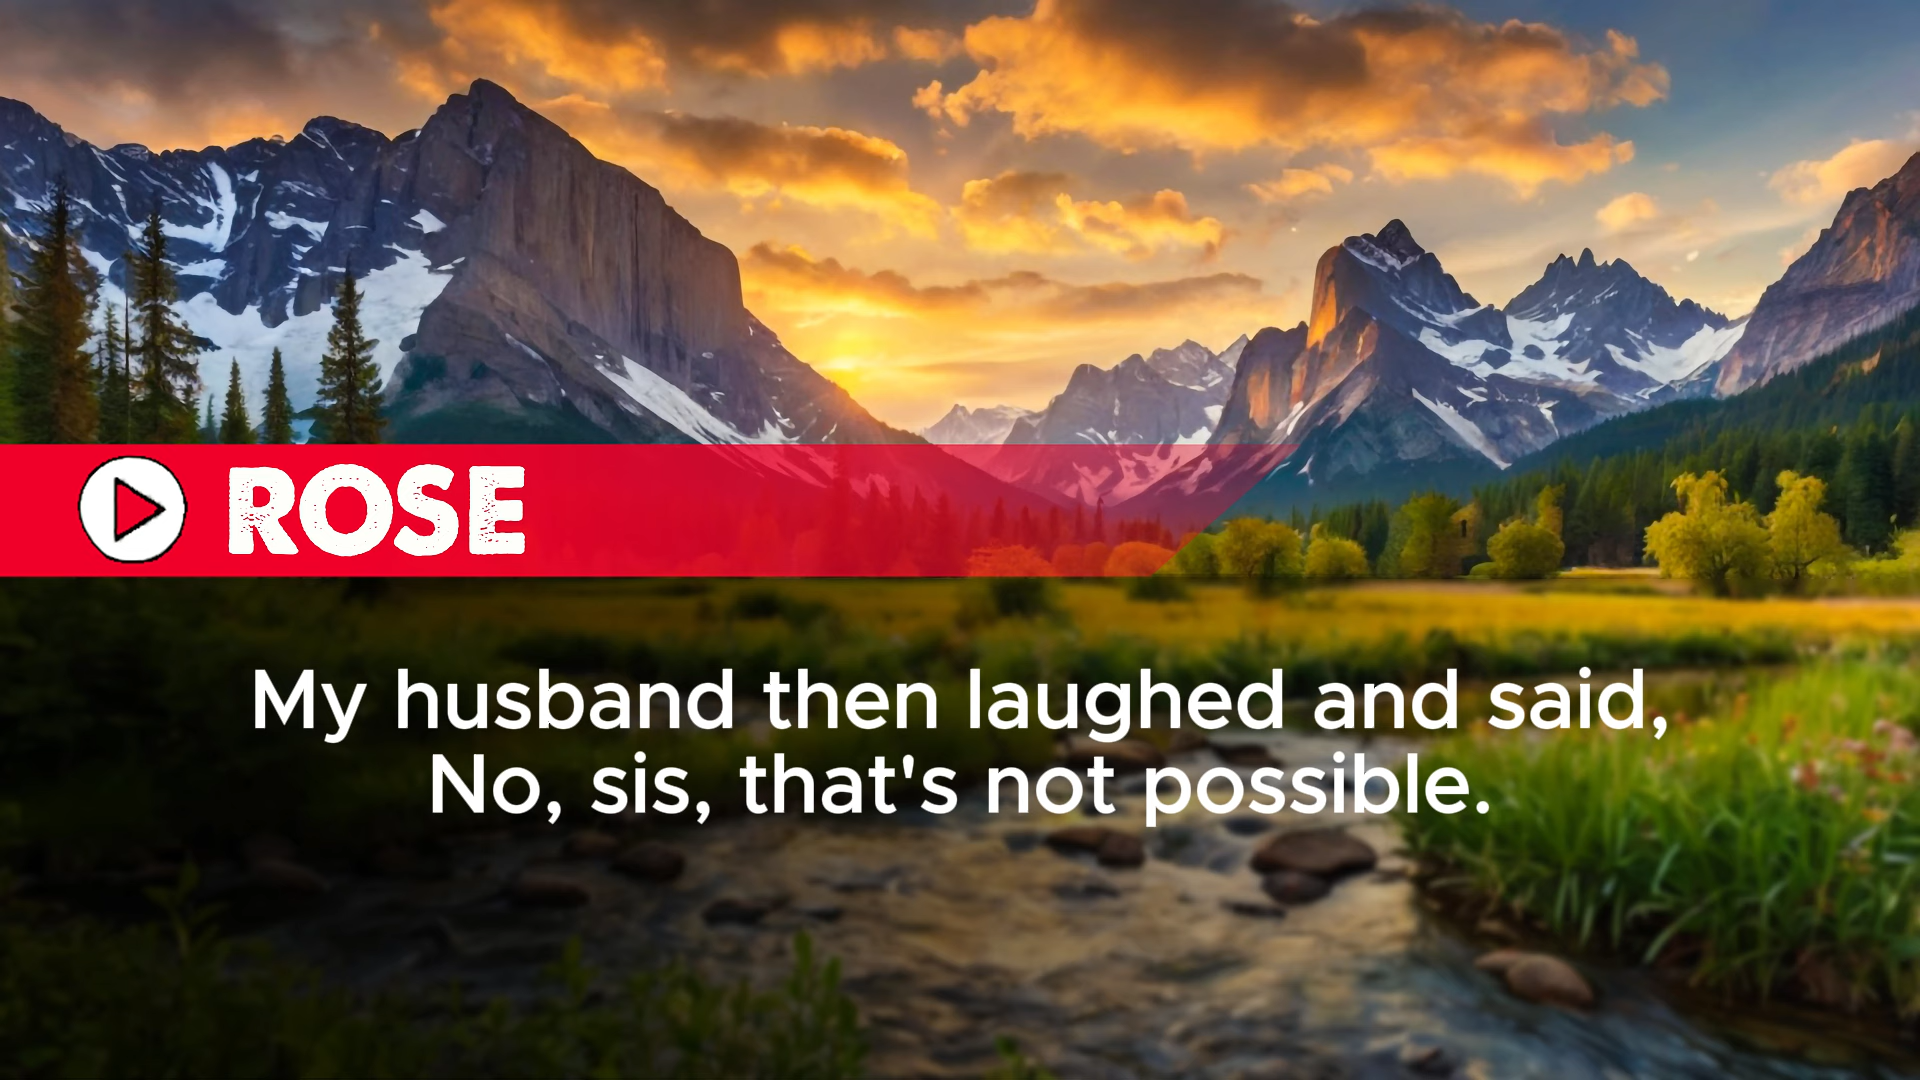 ROSE
My husband then laughed and said,
No, sis, that's not possible.